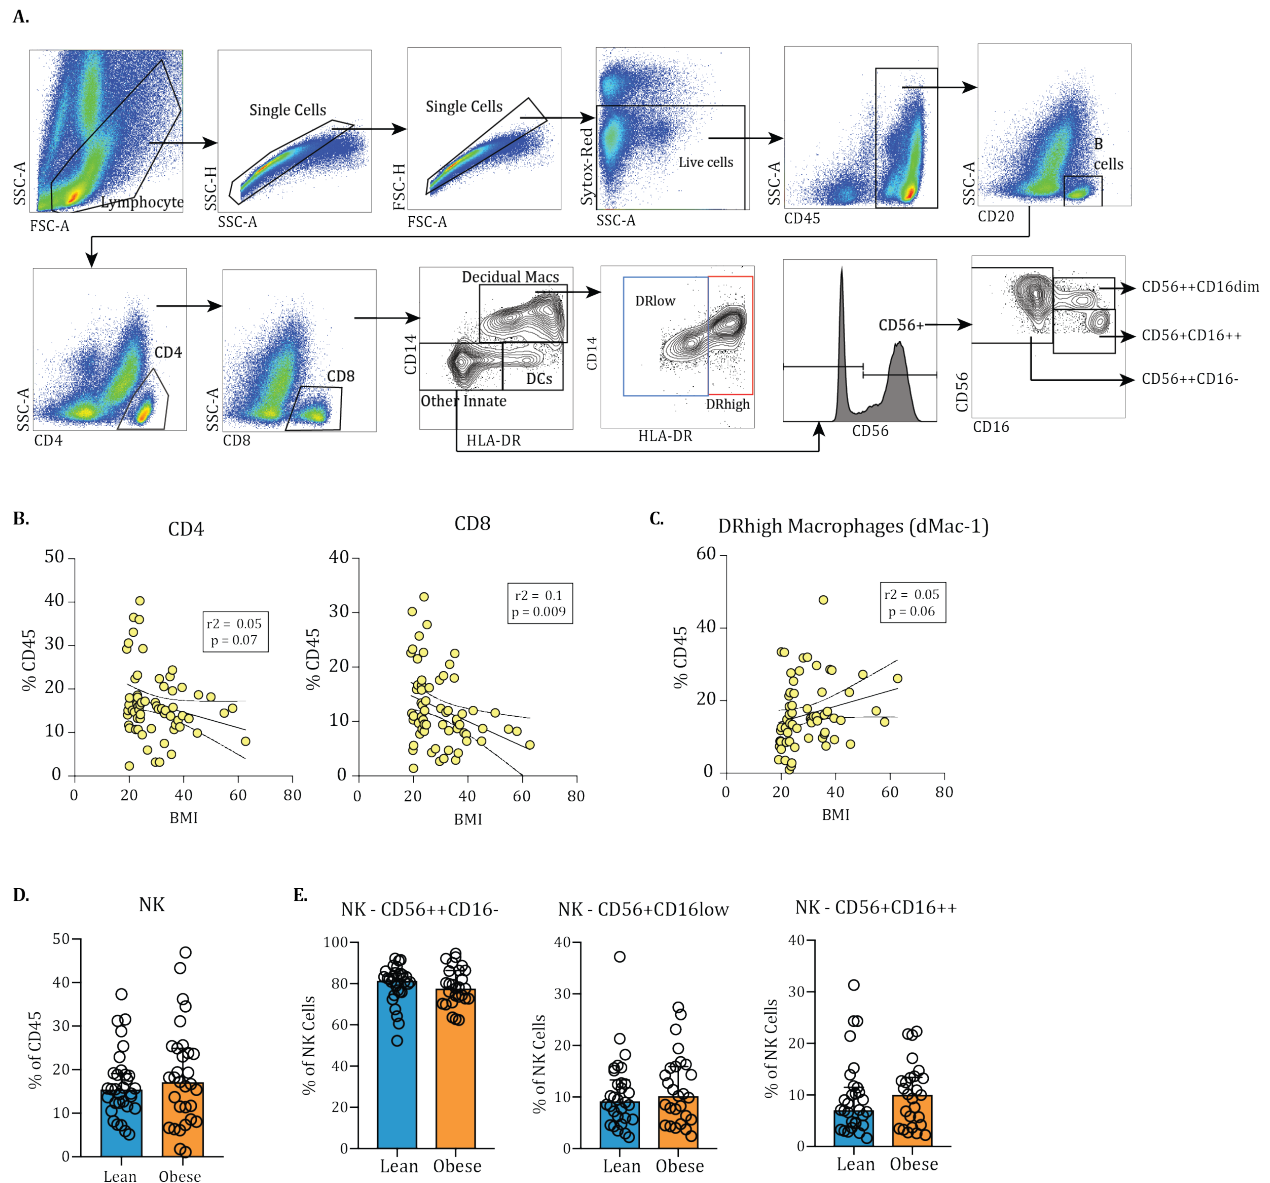 A.
SSC-A
Lymphocyte
FSC-A
Single Cells
SSC-H
SSC-A
Single Cells
FSC-H
FSC-A
Sytox-Red
Live cells
SSC-A
SSC-A
CD45
B
cells
SSC-A
CD20
CD4
SSC-A
CD4
CD8
SSC-A
CD8
Decidual Macs
CD14
DCs
Other Innate
HLA-DR
DRlow
CD14
DRhigh
HLA-DR
CD56+
CD56
CD56
CD16
CD56++CD16dim
CD56+CD16++
CD56++CD16-
B.
CD4
50
40
30
20
10
0
% CD45
r2 = 0.05
p = 0.07
0 20 40 60 80
BMI
CD8
40
30
20
10
0
% CD45
r2 = 0.1
p = 0.009
0 20 40 60 80
BMI
C.
DRhigh Macrophages (dMac-1)
60
40
20
0
% CD45
r2 = 0.05
p = 0.06
0 20 40 60 80
BMI
D.
NK
50
40
30
20
10
0
% of CD45
Lean Obese
E.
NK - CD56++CD16-
100
80
60
40
20
0
% of NK Cells
Lean Obese
NK - CD56+CD16low
40
30
20
10
0
% of NK Cells
Lean Obese
NK - CD56+CD16++
40
30
20
10
0
% of NK Cells
Lean Obese